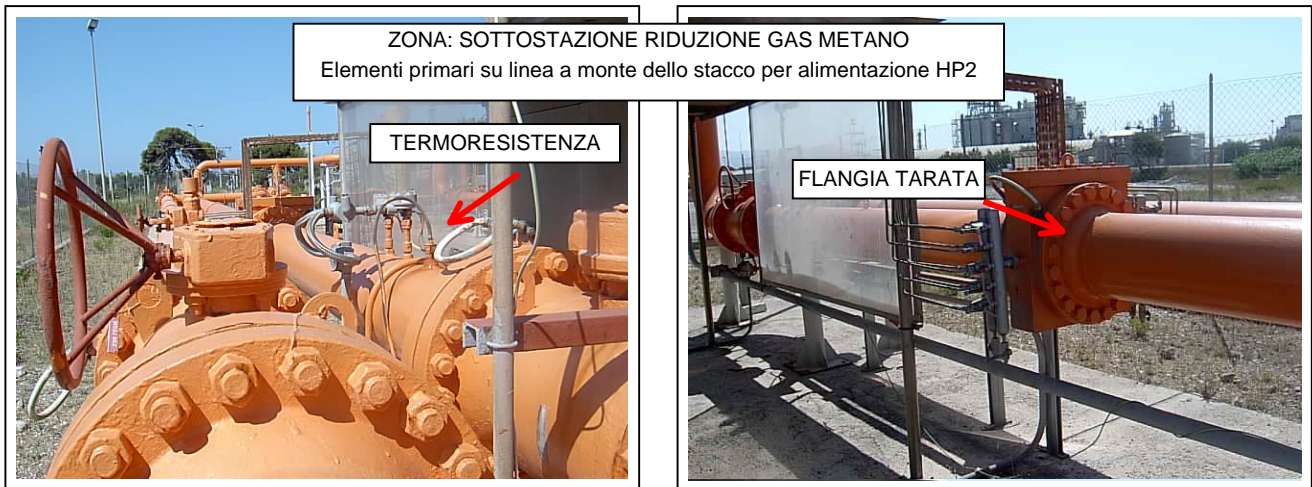 ZONA: SOTTOSTAZIONE RIDUZIONE GAS METANO
Elementi primari su linea a monte dello stacco per alimentazione HP2
TERMORESISTENZA
FLANGIA TARATA